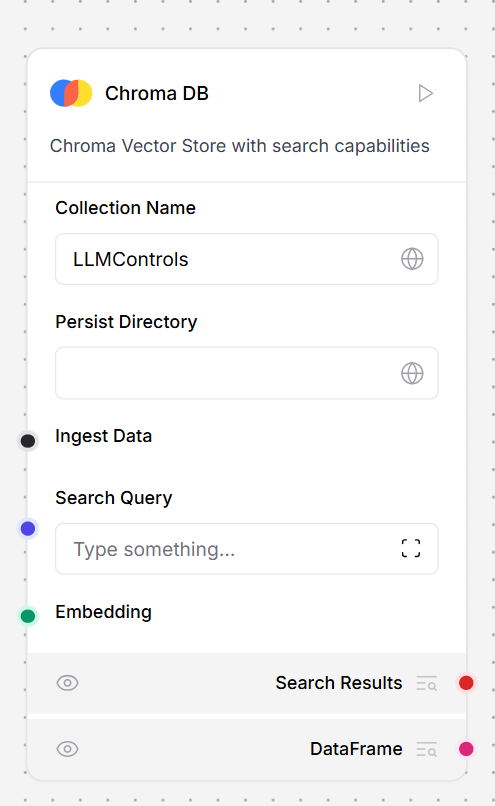 Chroma DB
Chroma Vector Store with search capabilities
Collection Name
LLMControls
Persist Directory
Ingest Data
Search Query
Type something...
Embedding
Search Results
DataFrame